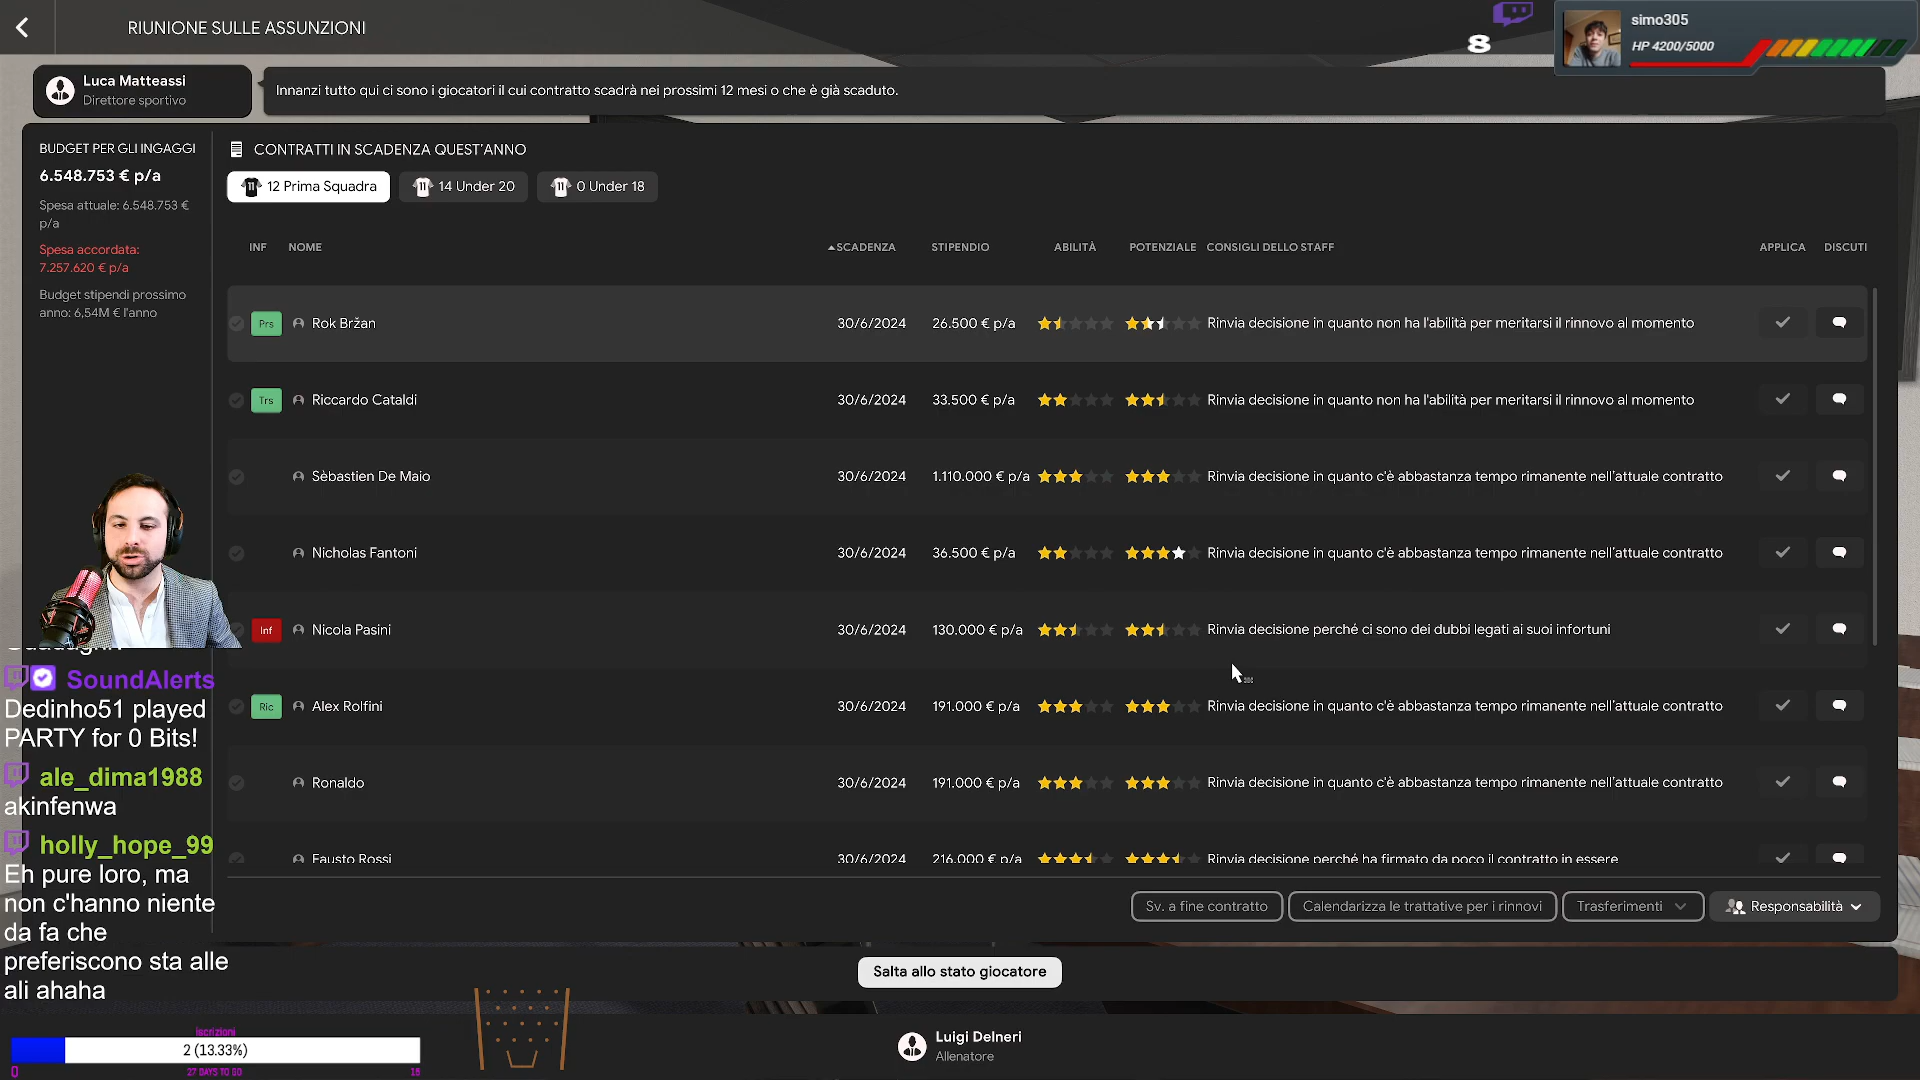 RIUNIONE SULLE ASSUNZIONI
8
simo305
HP 4200/5000
Luca Matteassi
Direttore sportivo
Innanzi tutto qui ci sono i giocatori il cui contratto scadrà nei prossimi 12 mesi o che è già scaduto.
BUDGET PER GLI INGAGGI
6.548.753 € p/a
Spesa attuale: 6.548.753 €
p/a
Spesa accordata:
7.257.620 € p/a
Budget stipendi prossimo
anno: 6,54M € l'anno
CONTRATTI IN SCADENZA QUEST'ANNO
12 Prima Squadra
14 Under 20
0 Under 18
INF NOME SCADENZA STIPENDIO ABILITÀ POTENZIALE CONSIGLI DELLO STAFF APPLICA DISCUTI
Prs Rok Bržan 30/6/2024 26.500 € p/a Rinvia decisione in quanto non ha l'abilità per meritarsi il rinnovo al momento
Trs Riccardo Cataldi 30/6/2024 33.500 € p/a Rinvia decisione in quanto non ha l'abilità per meritarsi il rinnovo al momento
Sèbastien De Maio 30/6/2024 1.110.000 € p/a Rinvia decisione in quanto c'è abbastanza tempo rimanente nell'attuale contratto
Nicholas Fantoni 30/6/2024 36.500 € p/a Rinvia decisione in quanto c'è abbastanza tempo rimanente nell'attuale contratto
Inf Nicola Pasini 30/6/2024 130.000 € p/a Rinvia decisione perché ci sono dei dubbi legati ai suoi infortuni
Ric Alex Rolfini 30/6/2024 191.000 € p/a Rinvia decisione in quanto c'è abbastanza tempo rimanente nell'attuale contratto
Ronaldo 30/6/2024 191.000 € p/a Rinvia decisione in quanto c'è abbastanza tempo rimanente nell'attuale contratto
Fausto Rossi 30/6/2024 216.000 € p/a Rinvia decisione perché ha firmato da poco il contratto in essere
SoundAlerts
Dedinho51 played
PARTY for 0 Bits!
ale_dima1988
akinfenwa
holly_hope_99
Eh pure loro, ma
non c'hanno niente
da fa che
preferiscono sta alle
ali ahaha
Sv. a fine contratto
Calendarizza le trattative per i rinnovi
Trasferimenti
Responsabilità
Salta allo stato giocatore
Luigi Delneri
Allenatore
iscrizioni
2 (13.33%)
0 27 DAYS TO GO 15